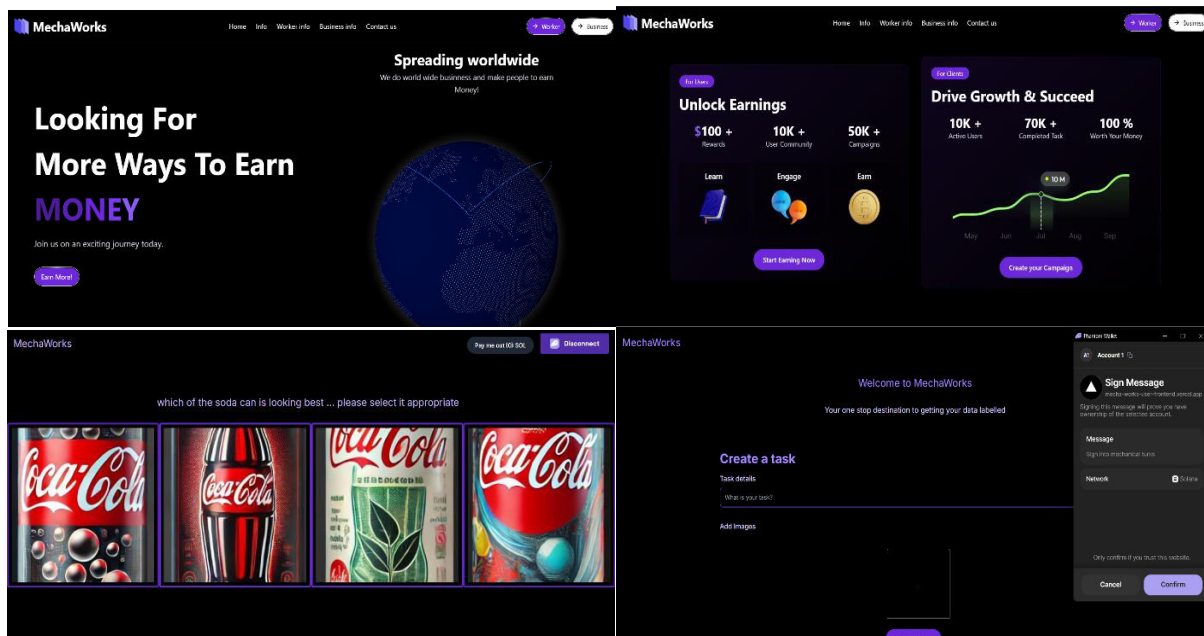 MechaWorks
Home Info Worker info Business info Contact us
→ Worker → Business
Spreading worldwide
We do world wide businness and make people to earn
Money!
Looking For
More Ways To Earn
MONEY
Join us on an exciting journey today.
Earn More!
MechaWorks
Home Info Worker info Business info Contact us
→ Worker → Business
For Users
Unlock Earnings
$100 + 10K + 50K +
Rewards User Community Campaigns
Learn Engage Earn
Start Earning Now
For Clients
Drive Growth & Succeed
10K + 70K + 100 %
Active Users Completed Task Worth Your Money
10 M
May Jun Jul Aug Sep
Create your Campaign
MechaWorks
Pay me out (0) SOL Disconnect
which of the soda can is looking best ... please select it appropriate
Coca-Cola Coca-Cola Coca-Cola Coca-Cola
MechaWorks
Welcome to MechaWorks
Your one stop destination to getting your data labelled
Create a task
Task details
What is your task?
Add Images
Phantom Wallet
A1 Account 1
Sign Message
mecha-works-user-frontend.vercel.app
Signing this message will prove you have
ownership of the selected account.
Message
Sign into mechanical turks
Network Solana
Only confirm if you trust this website.
Cancel Confirm